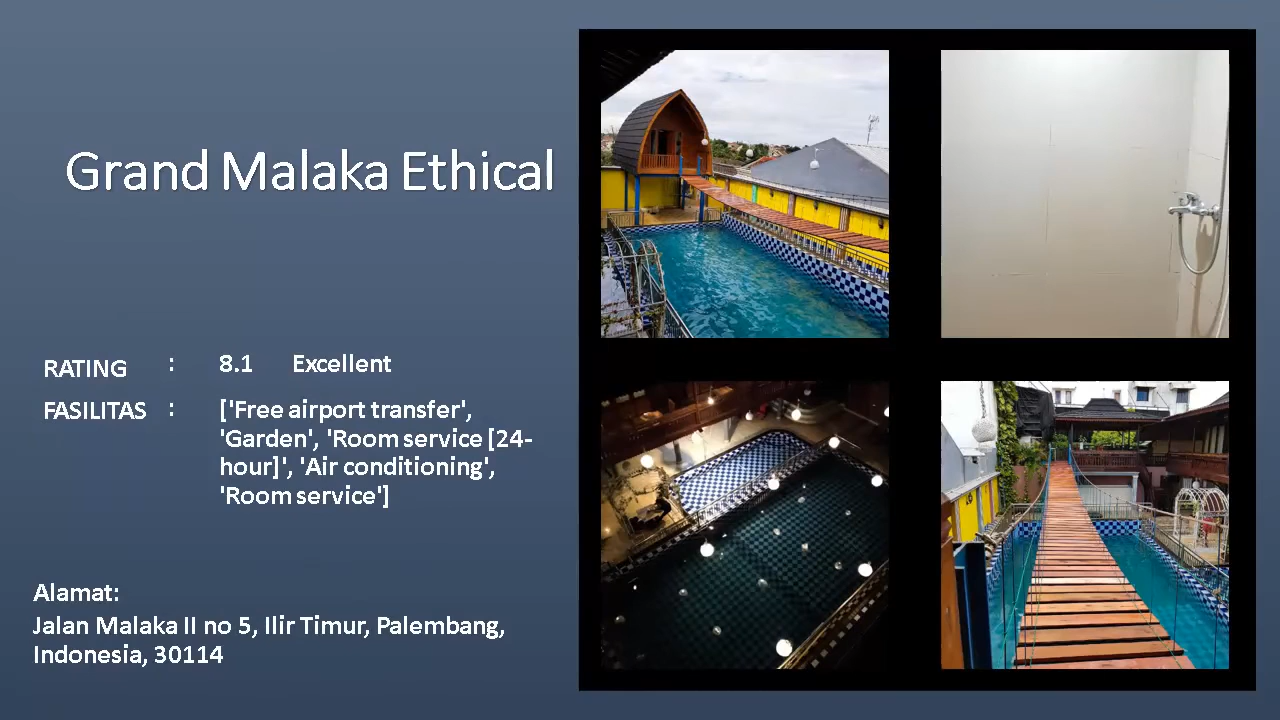 Grand Malaka Ethical
RATING : 8.1 Excellent
FASILITAS : ['Free airport transfer',
'Garden', 'Room service [24-
hour]', 'Air conditioning',
'Room service']
Alamat:
Jalan Malaka II no 5, Ilir Timur, Palembang,
Indonesia, 30114